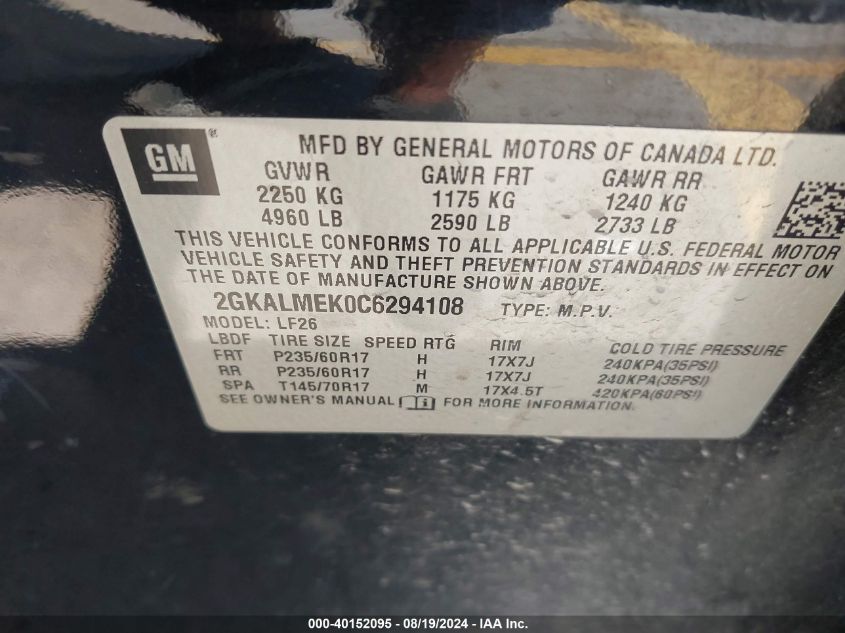 GM ®
MFD BY GENERAL MOTORS OF CANADA LTD.
GVWR GAWR FRT GAWR RR
2250 KG 1175 KG 1240 KG
4960 LB 2590 LB 2733 LB
THIS VEHICLE CONFORMS TO ALL APPLICABLE U.S. FEDERAL MOTOR
VEHICLE SAFETY AND THEFT PREVENTION STANDARDS IN EFFECT ON
THE DATE OF MANUFACTURE SHOWN ABOVE.
2GKALMEK0C6294108 TYPE: M.P.V.
MODEL: LF26
LBDF TIRE SIZE SPEED RTG RIM COLD TIRE PRESSURE
FRT P235/60R17 H 17X7J 240KPA(35PSI)
RR P235/60R17 H 17X7J 240KPA(35PSI)
SPA T145/70R17 M 17X4.5T 420KPA(60PSI)
SEE OWNER'S MANUAL FOR MORE INFORMATION.
000-40152095 - 08/19/2024 - IAA Inc.